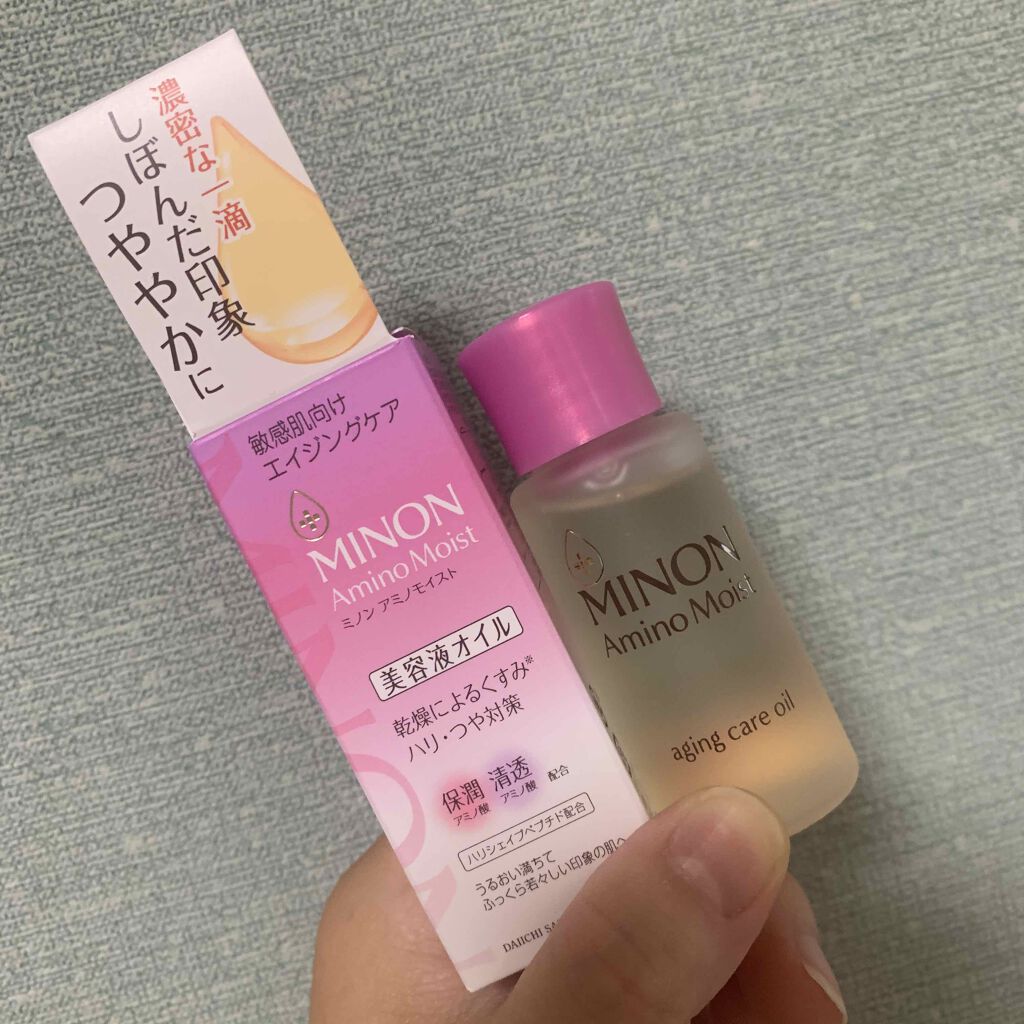 濃密な一滴
しぼんだ印象
つややかに
敏感肌向け
エイジングケア
MINON
Amino Moist
ミノン アミノモイスト
美容液オイル
乾燥によるくすみ※
ハリ・つや対策
保潤 清透 配合
アミノ酸 アミノ酸
ハリシェイプペプチド配合
うるおい満ちて
ふっくら若々しい印象の肌へ
DAIICHI
MINON
Amino Moist
aging care oil